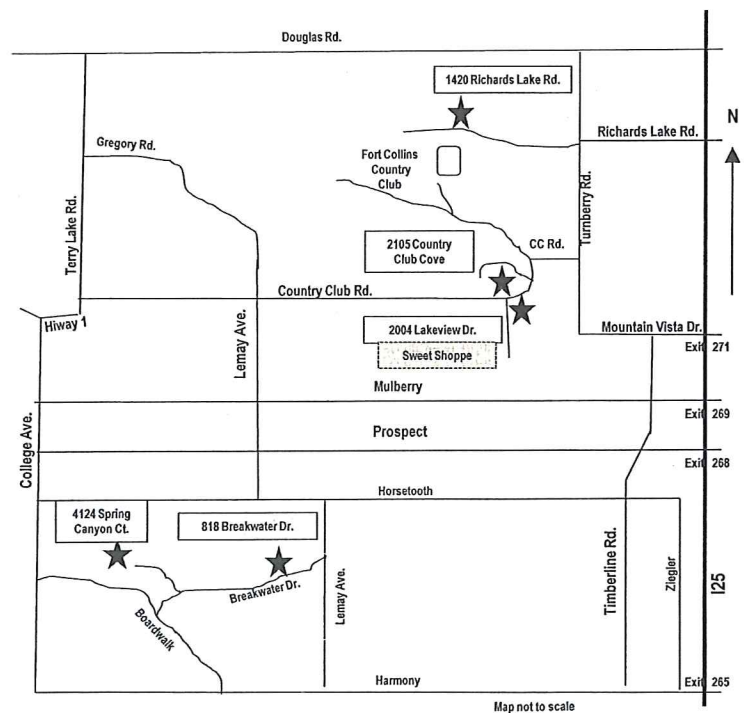 Douglas Rd.
1420 Richards Lake Rd.
N
Richards Lake Rd.
Gregory Rd.
Fort Collins
Country
Club
Terry Lake Rd.
Turnberry Rd.
2105 Country
Club Cove
CC Rd.
Country Club Rd.
Hiway 1
Lemay Ave.
2004 Lakeview Dr.
Sweet Shoppe
Mountain Vista Dr.
Exit 271
Mulberry
Exit 269
College Ave.
Prospect
Exit 268
Horsetooth
4124 Spring
Canyon Ct.
818 Breakwater Dr.
Breakwater Dr.
Boardwalk
Lemay Ave.
Timberline Rd.
Ziegler
I25
Harmony
Exit 265
Map not to scale